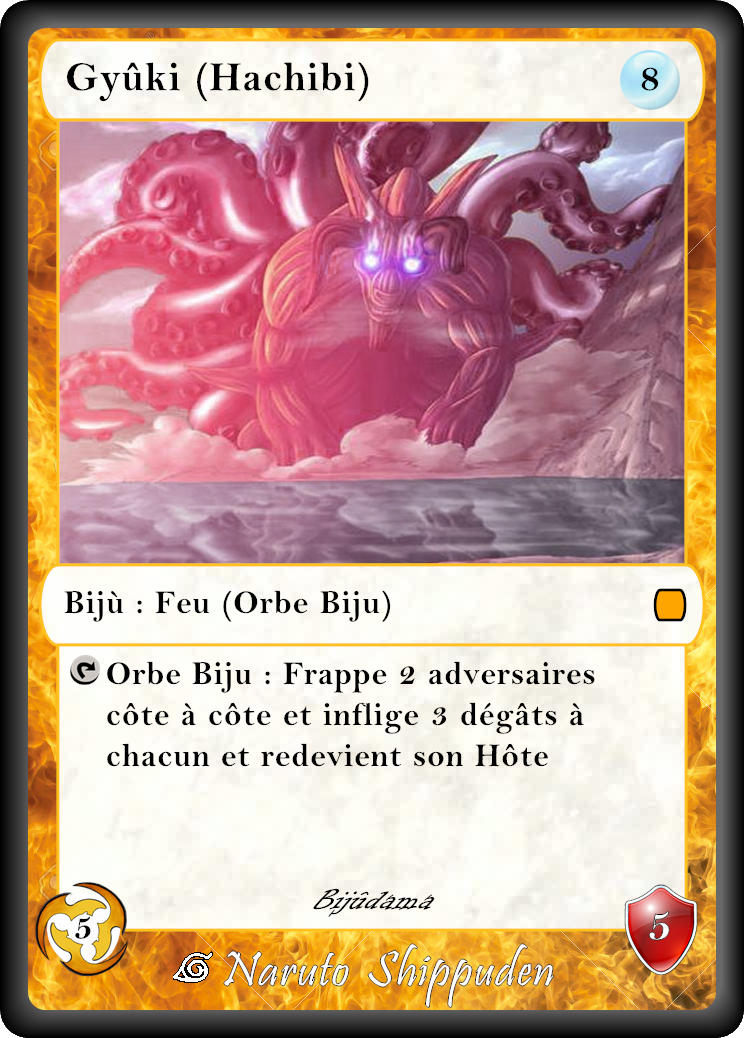 Gyûki (Hachibi)
8
Bijù : Feu (Orbe Biju)
Orbe Biju : Frappe 2 adversaires
côte à côte et inflige 3 dégâts à
chacun et redevient son Hôte
Bijûdama
5
5
Naruto Shippuden